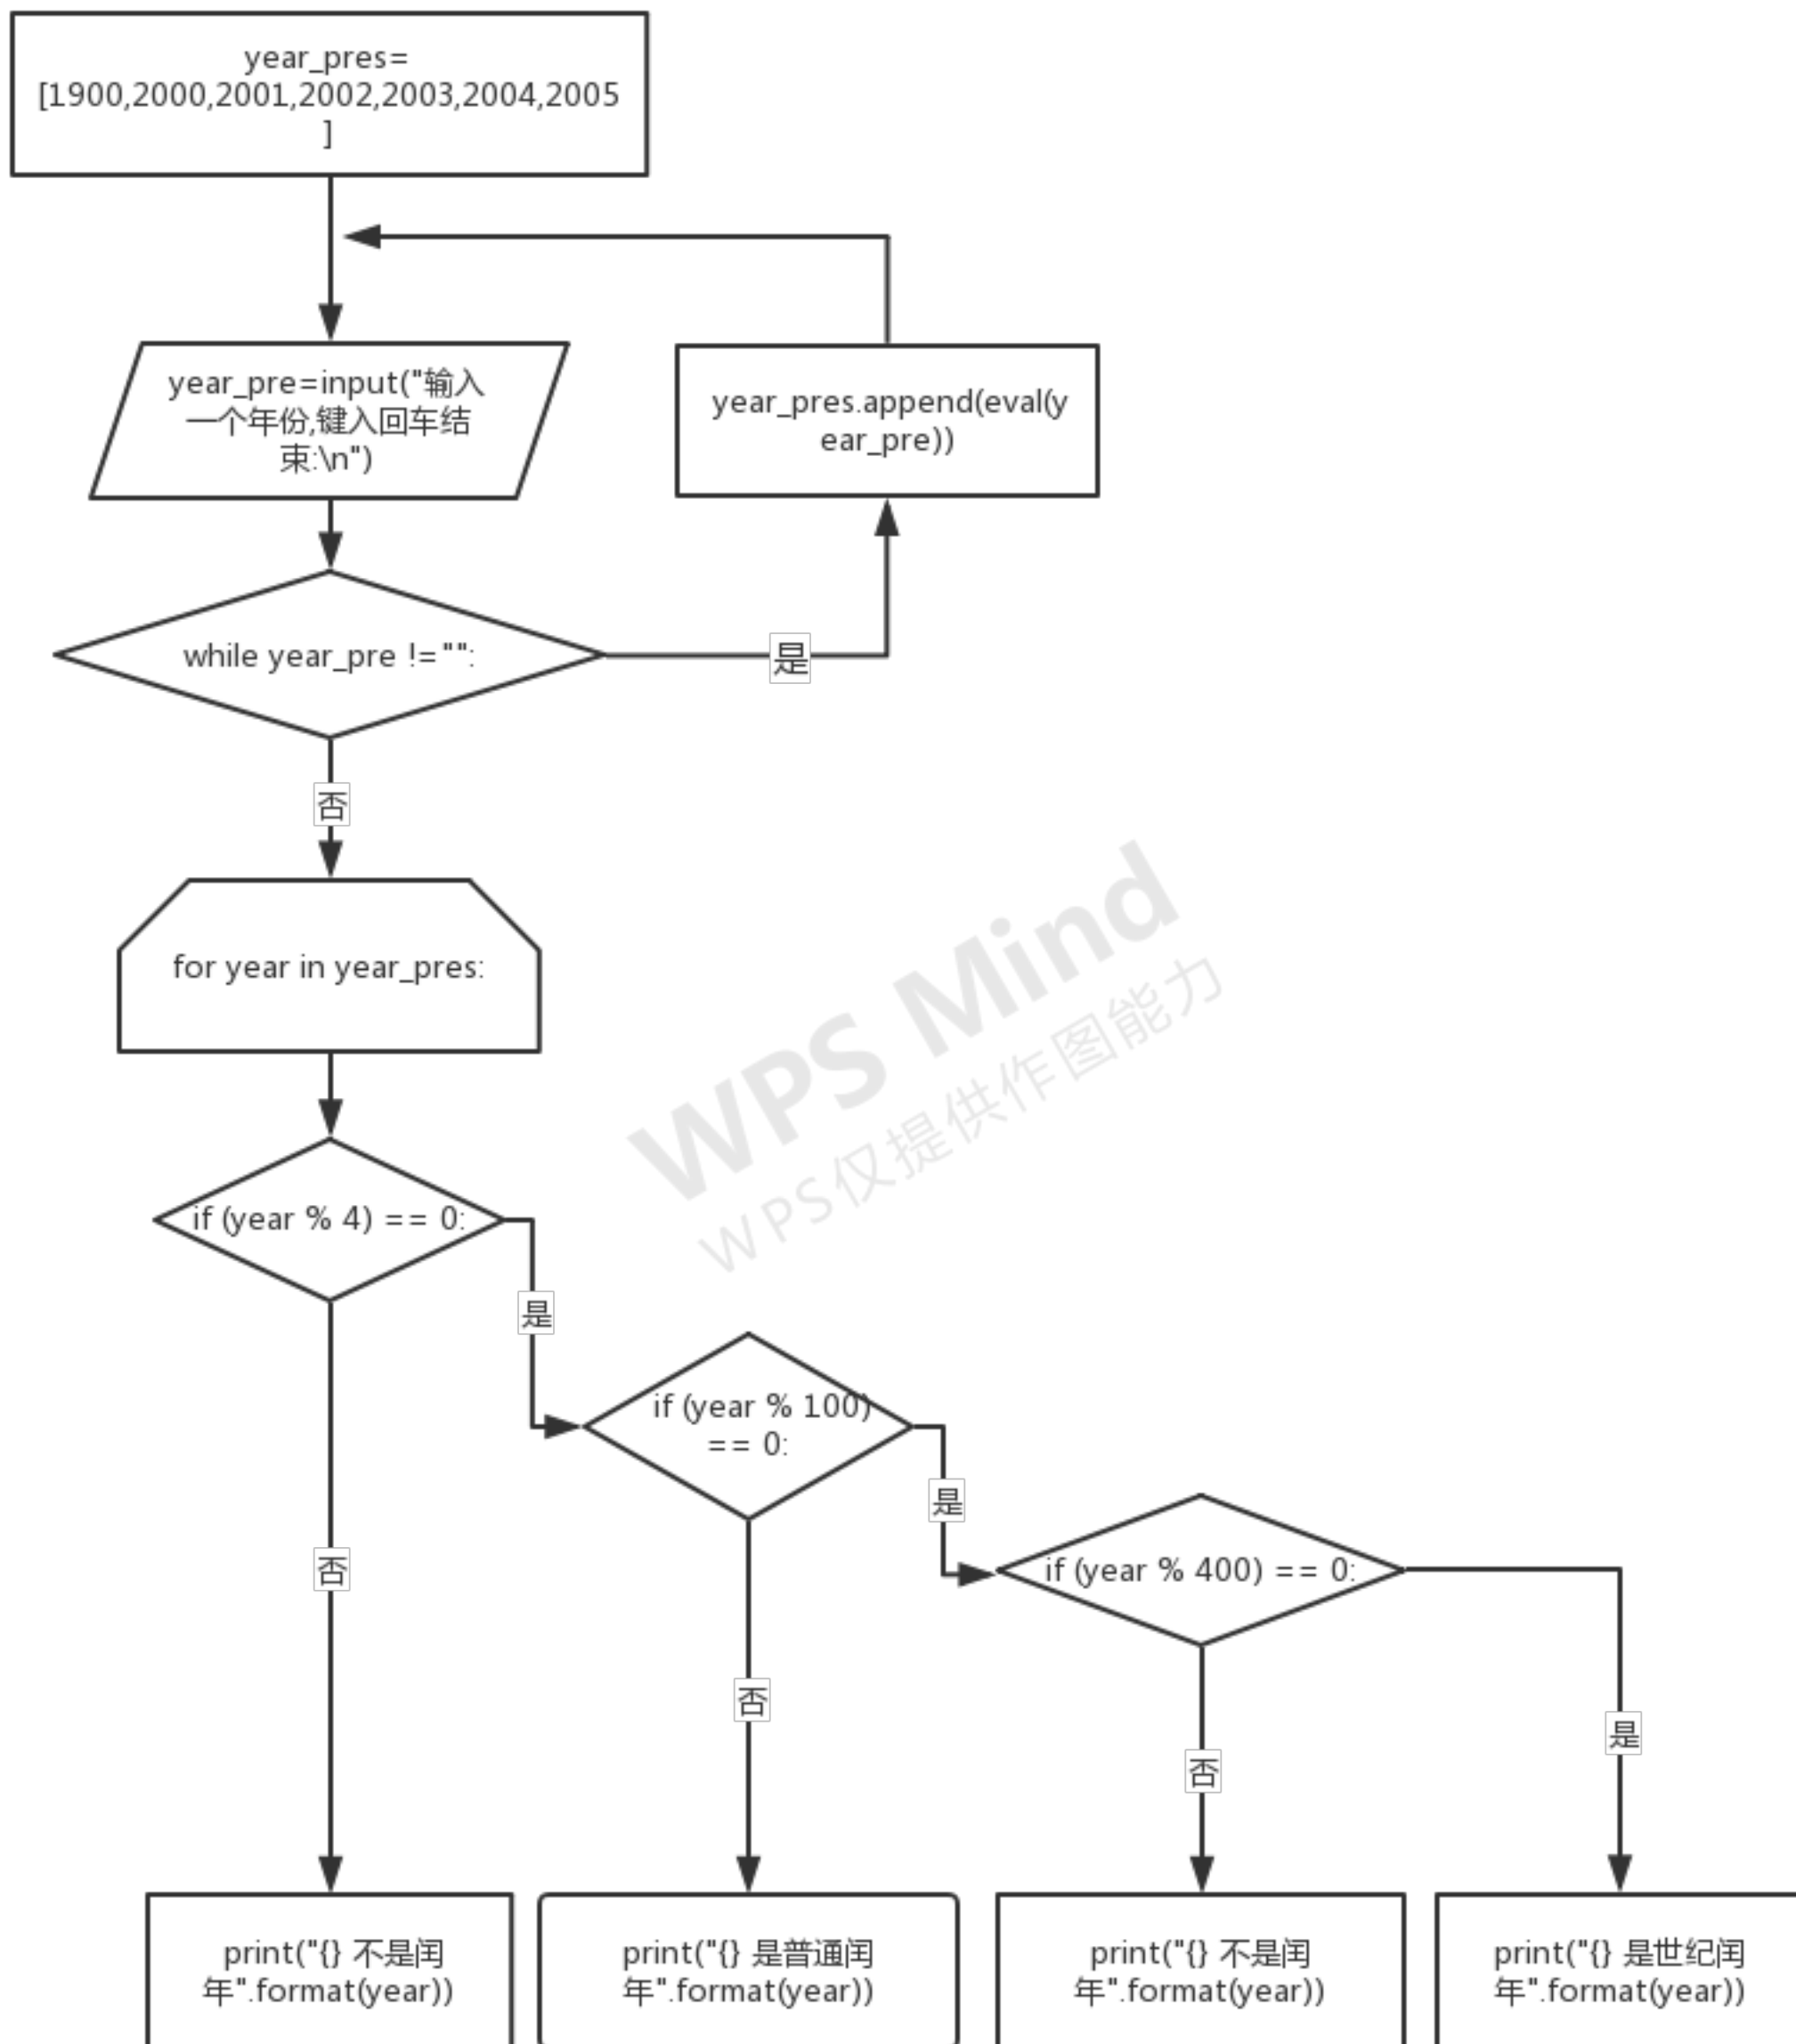 year_pres=
[1900,2000,2001,2002,2003,2004,2005
]
year_pre=input("输入
一个年份,键入回车结
束:\n")
year_pres.append(eval(y
ear_pre))
while year_pre !="":
是
否
for year in year_pres:
WPS Mind
WPS仅提供作图能力
if (year % 4) == 0:
是
if (year % 100)
== 0:
是
if (year % 400) == 0:
否
否
是
否
print("{} 不是闰
年".format(year))
print("{} 是普通闰
年".format(year))
print("{} 不是闰
年".format(year))
print("{} 是世纪闰
年".format(year))